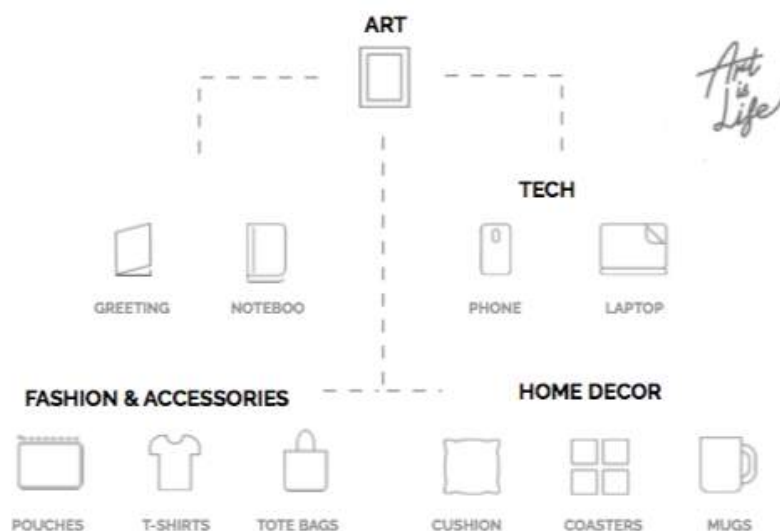 ART
Art
is
Life
TECH
GREETING
NOTEBOO
PHONE
LAPTOP
FASHION & ACCESSORIES
HOME DECOR
POUCHES
T-SHIRTS
TOTE BAGS
CUSHION
COASTERS
MUGS